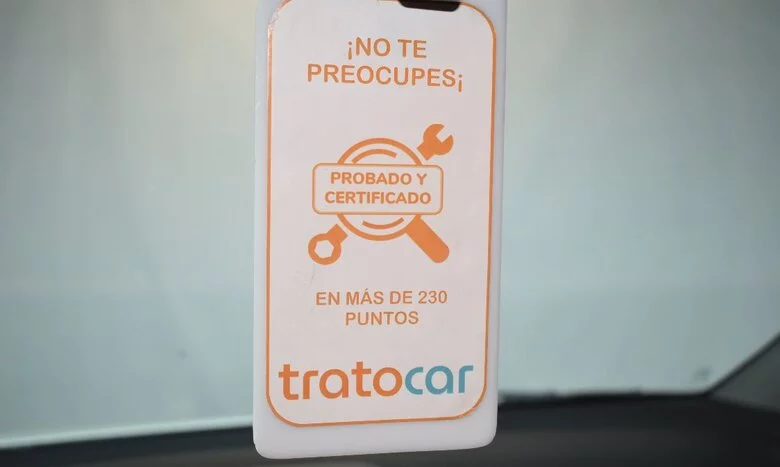 ¡NO TE
PREOCUPES¡
PROBADO Y
CERTIFICADO
EN MÁS DE 230
PUNTOS
tratocar